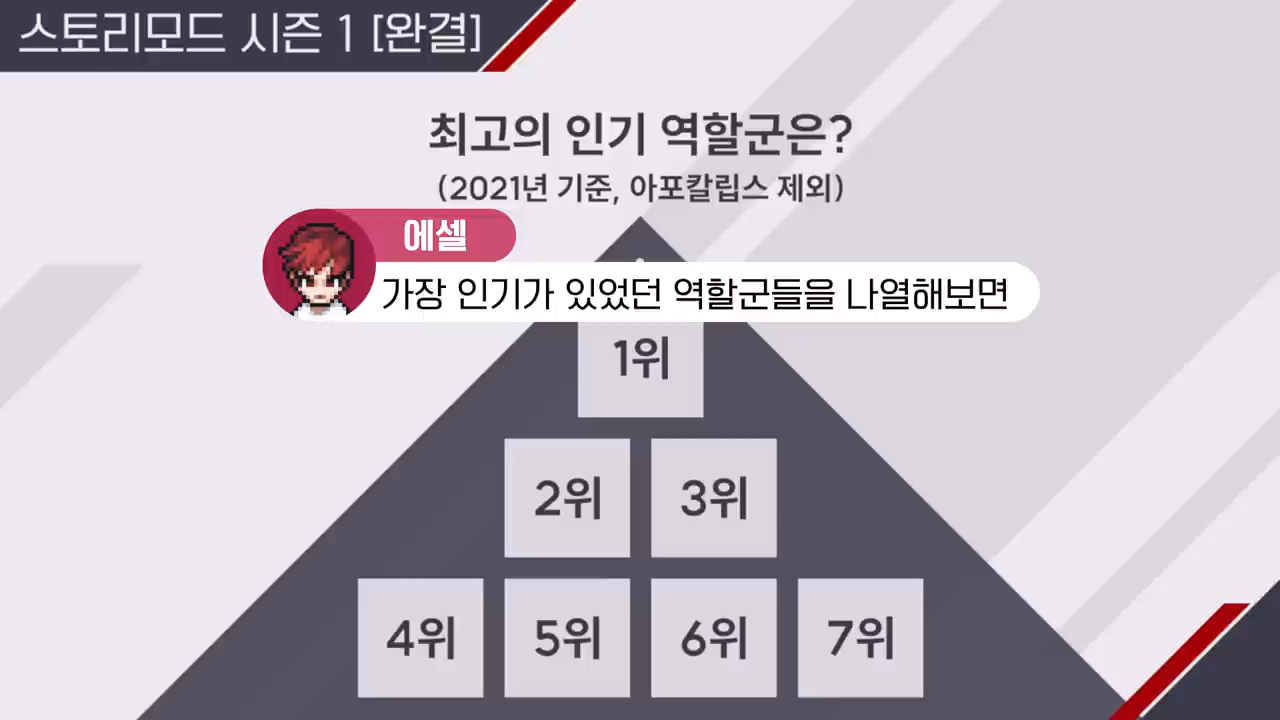 스토리모드 시즌 1 [완결]
최고의 인기 역할군은?
(2021년 기준, 아포칼립스 제외)
에셀
가장 인기가 있었던 역할군들을 나열해보면
1위
2위 3위
4위 5위 6위 7위